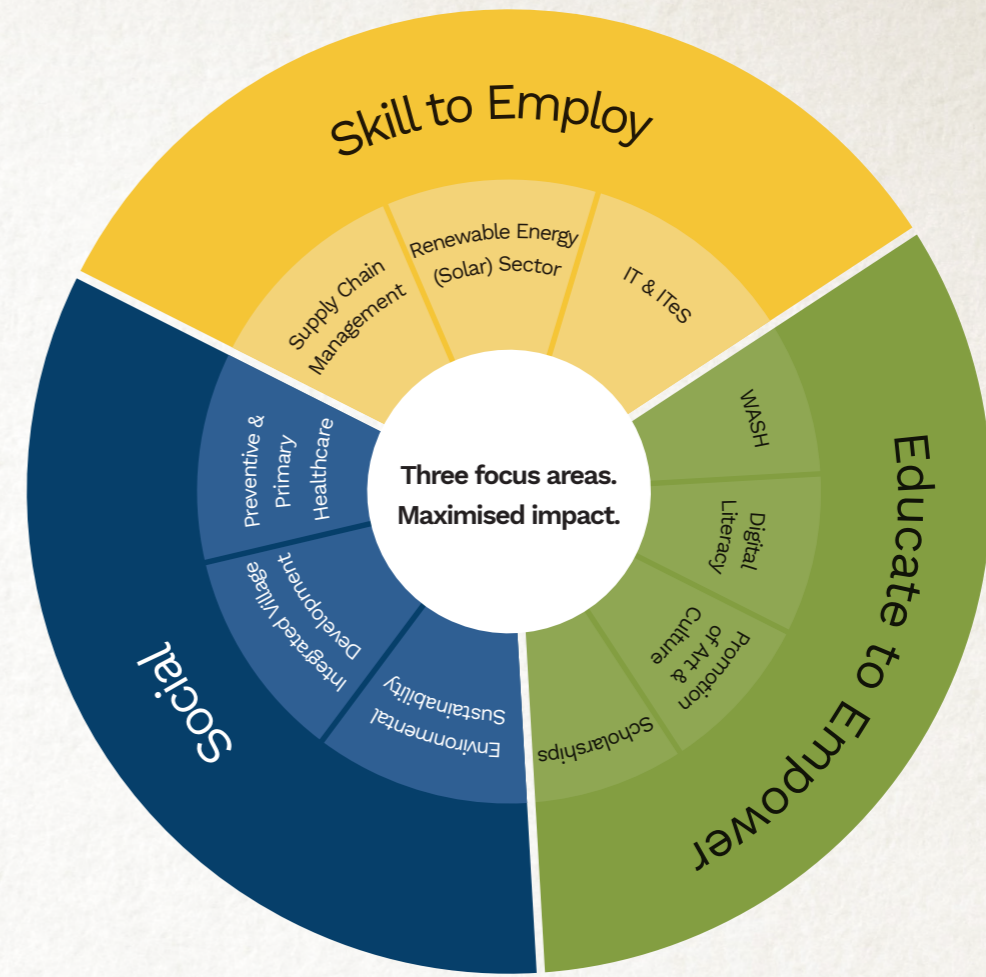 Skill to Employ
Supply Chain
Management
Renewable Energy
(Solar) Sector
IT & ITeS
Educate to Empower
WASH
Digital
Literacy
Promotion
of Art &
Culture
Scholarships
Social
Environmental
Sustainability
Integrated Village
Development
Preventive &
Primary
Healthcare
Three focus areas.
Maximised impact.